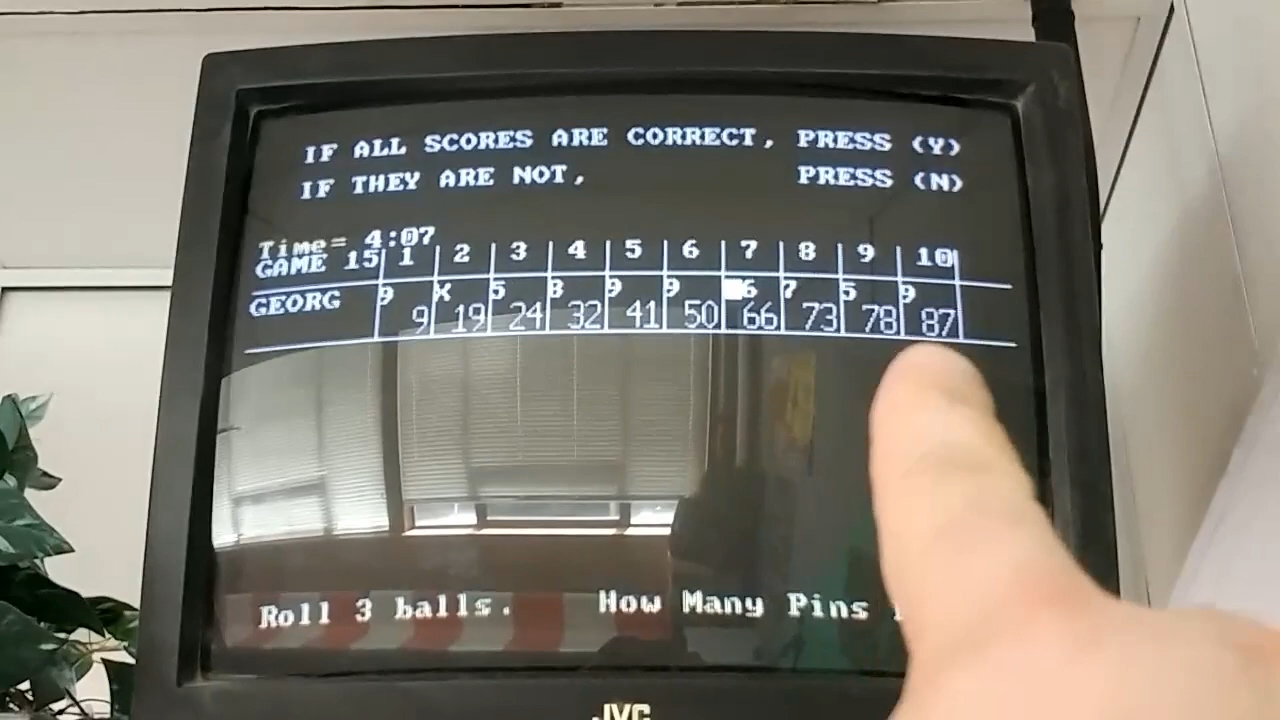 IF ALL SCORES ARE CORRECT, PRESS (Y)
IF THEY ARE NOT, PRESS (N)
Time= 4:07
GAME 15 1 2 3 4 5 6 7 8 9 10
9 X 5 8 9 9 6 7 5 9
GEORG 9 19 24 32 41 50 66 73 78 87
Roll 3 balls. How Many Pins
JVC